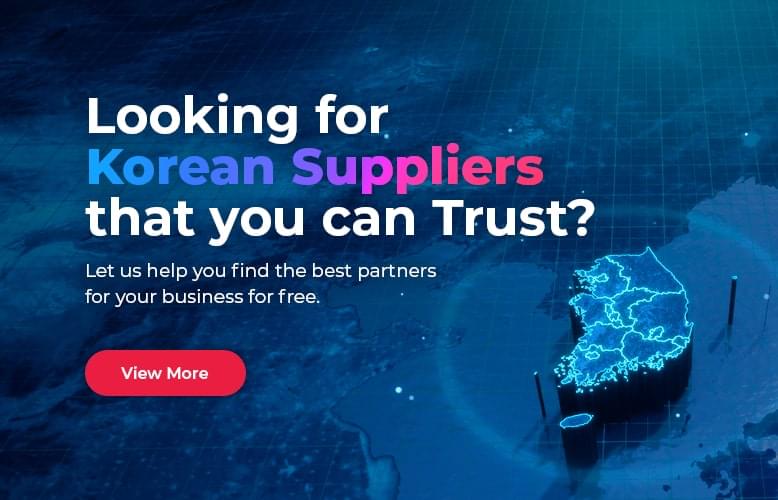 Looking for
Korean Suppliers
that you can Trust?
Let us help you find the best partners
for your business for free.
View More